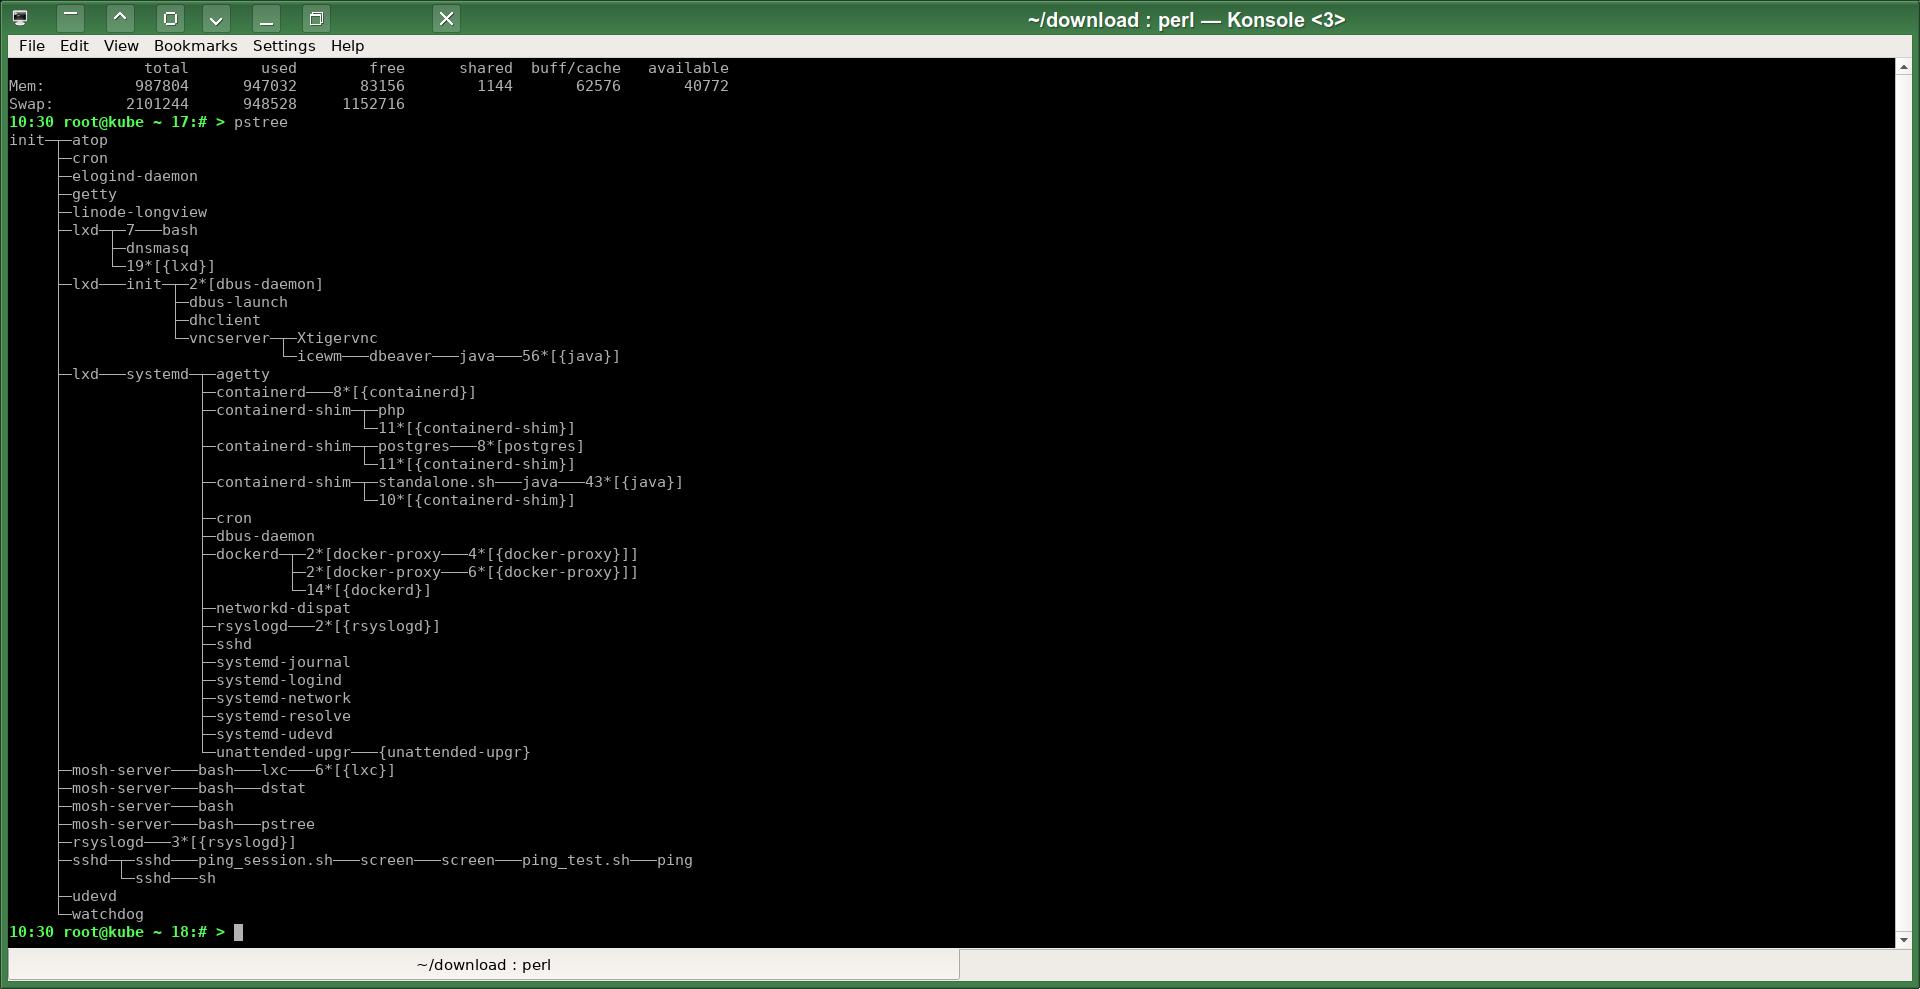 ~/download : perl — Konsole <3>
File Edit View Bookmarks Settings Help
               total        used        free      shared  buff/cache   available
Mem:          987804      947032       83156        1144       62576       40772
Swap:        2101244      948528     1152716
10:30 root@kube ~ 17:# > pstree
init─┬─atop
     ├─cron
     ├─elogind-daemon
     ├─getty
     ├─linode-longview
     ├─lxd─┬─7───bash
     │     ├─dnsmasq
     │     └─19*[{lxd}]
     ├─lxd───init─┬─2*[dbus-daemon]
     │            ├─dbus-launch
     │            ├─dhclient
     │            └─vncserver─┬─Xtigervnc
     │                        └─icewm───dbeaver───java───56*[{java}]
     ├─lxd───systemd─┬─agetty
     │               ├─containerd───8*[{containerd}]
     │               ├─containerd-shim─┬─php
     │               │                 └─11*[{containerd-shim}]
     │               ├─containerd-shim─┬─postgres───8*[postgres]
     │               │                 └─11*[{containerd-shim}]
     │               ├─containerd-shim─┬─standalone.sh───java───43*[{java}]
     │               │                 └─10*[{containerd-shim}]
     │               ├─cron
     │               ├─dbus-daemon
     │               ├─dockerd─┬─2*[docker-proxy───4*[{docker-proxy}]]
     │               │         ├─2*[docker-proxy───6*[{docker-proxy}]]
     │               │         └─14*[{dockerd}]
     │               ├─networkd-dispat
     │               ├─rsyslogd───2*[{rsyslogd}]
     │               ├─sshd
     │               ├─systemd-journal
     │               ├─systemd-logind
     │               ├─systemd-network
     │               ├─systemd-resolve
     │               ├─systemd-udevd
     │               └─unattended-upgr───{unattended-upgr}
     ├─mosh-server───bash───lxc───6*[{lxc}]
     ├─mosh-server───bash───dstat
     ├─mosh-server───bash
     ├─mosh-server───bash───pstree
     ├─rsyslogd───3*[{rsyslogd}]
     ├─sshd─┬─sshd───ping_session.sh───screen───screen───ping_test.sh───ping
     │      └─sshd───sh
     ├─udevd
     └─watchdog
10:30 root@kube ~ 18:# >
~/download : perl